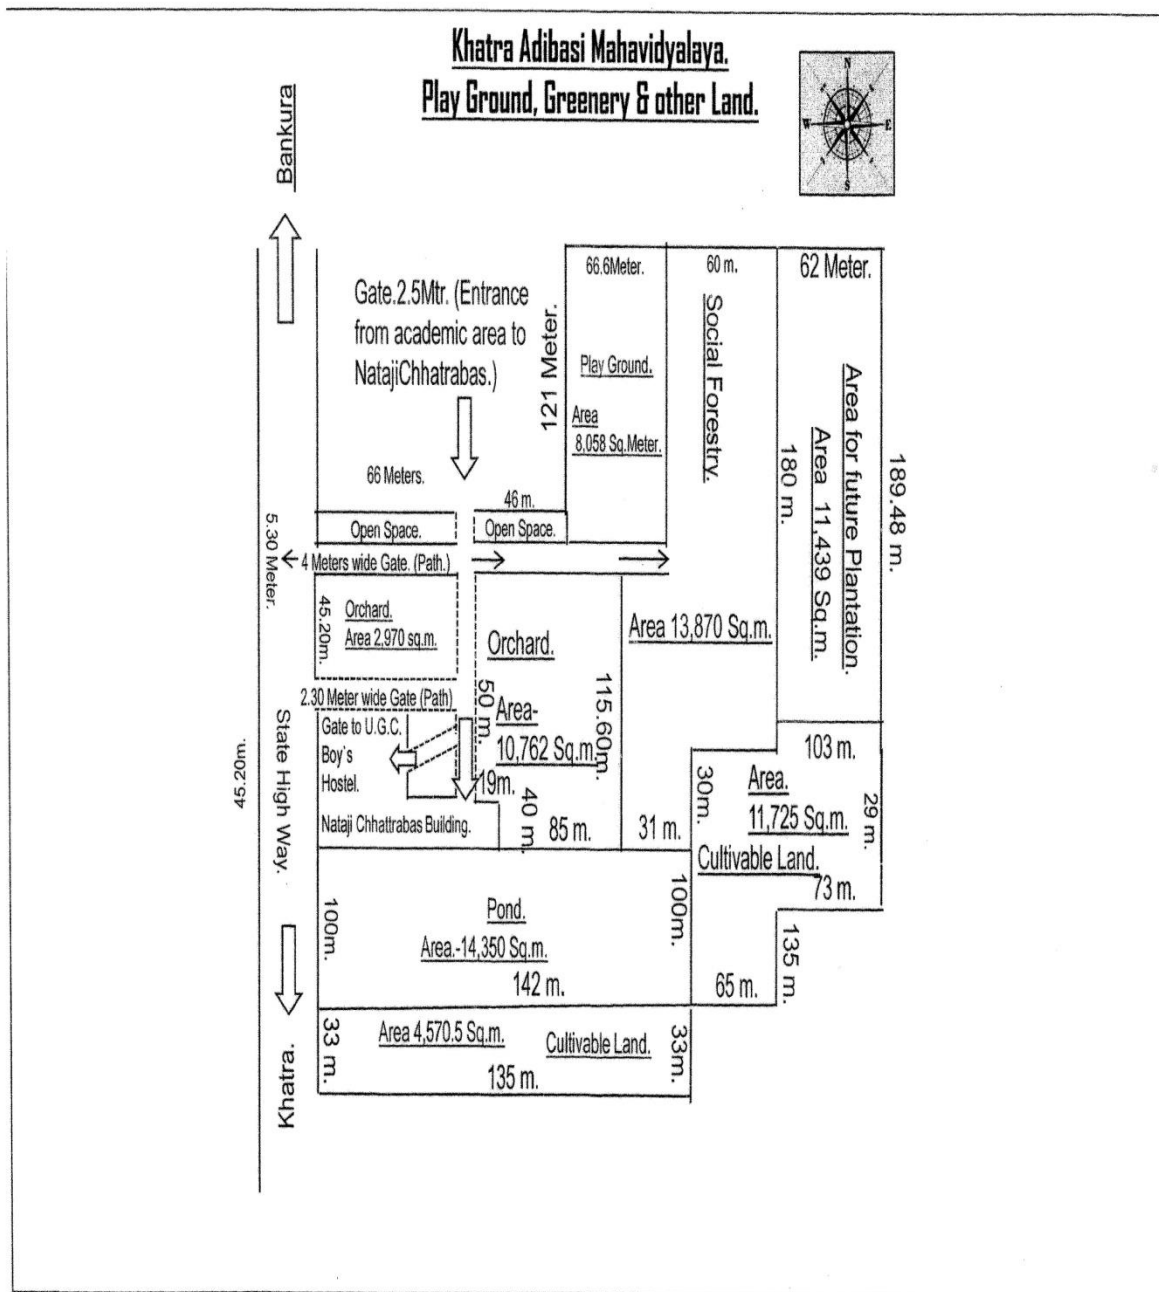 Khatra Adibasi Mahavidyalaya.
Play Ground, Greenery & other Land.
N
W
E
S
Bankura
Gate.2.5Mtr. (Entrance
from academic area to
NatajiChhatrabas.)
121 Meter.
66.6Meter.
Play Ground.
Area
8,058 Sq.Meter.
60 m.
Social Forestry.
62 Meter.
180 m.
Area for future Plantation.
Area 11,439 Sq.m.
189.48 m.
66 Meters.
46 m.
Open Space.
Open Space.
5.30 Meter.
4 Meters wide Gate. (Path.)
45.20m.
Orchard.
Area 2,970 sq.m.
Orchard.
Area-
10,762 Sq.m.
115.60m.
Area 13,870 Sq.m.
2.30 Meter wide Gate (Path)
50 m.
Gate to U.G.C.
Boy`s
Hostel.
19m.
40 m.
85 m.
31 m.
Nataji Chhattrabas Building.
45.20m.
State High Way.
103 m.
30m.
Area.
11,725 Sq.m.
29 m.
Cultivable Land.
73 m.
100m.
Pond.
Area.-14,350 Sq.m.
142 m.
100m.
65 m.
135 m.
Khatra.
33 m.
Area 4,570.5 Sq.m.
Cultivable Land.
135 m.
33m.